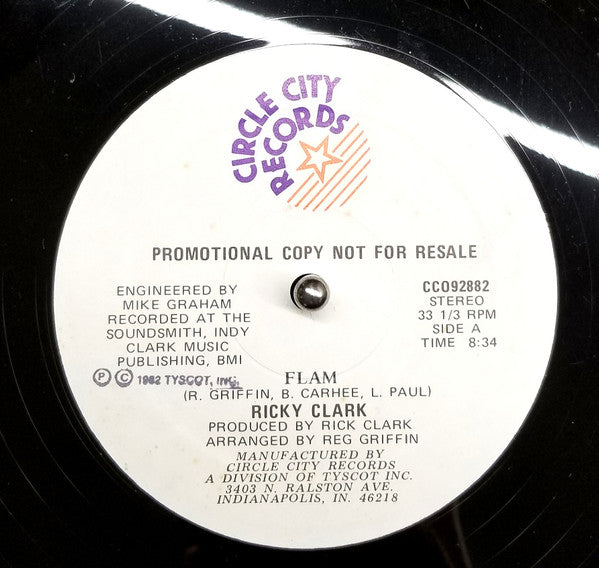 CIRCLE CITY
RECORDS
PROMOTIONAL COPY NOT FOR RESALE
ENGINEERED BY
MIKE GRAHAM
RECORDED AT THE
SOUNDSMITH, INDY
CLARK MUSIC
PUBLISHING, BMI
Ⓟ © 1982 TYSCOT, INC.
CCO92882
STEREO
33 1/3 RPM
SIDE A
TIME 8:34
FLAM
(R. GRIFFIN, B. CARHEE, L. PAUL)
RICKY CLARK
PRODUCED BY RICK CLARK
ARRANGED BY REG GRIFFIN
MANUFACTURED BY
CIRCLE CITY RECORDS
A DIVISION OF TYSCOT INC.
3403 N. RALSTON AVE.
INDIANAPOLIS, IN. 46218